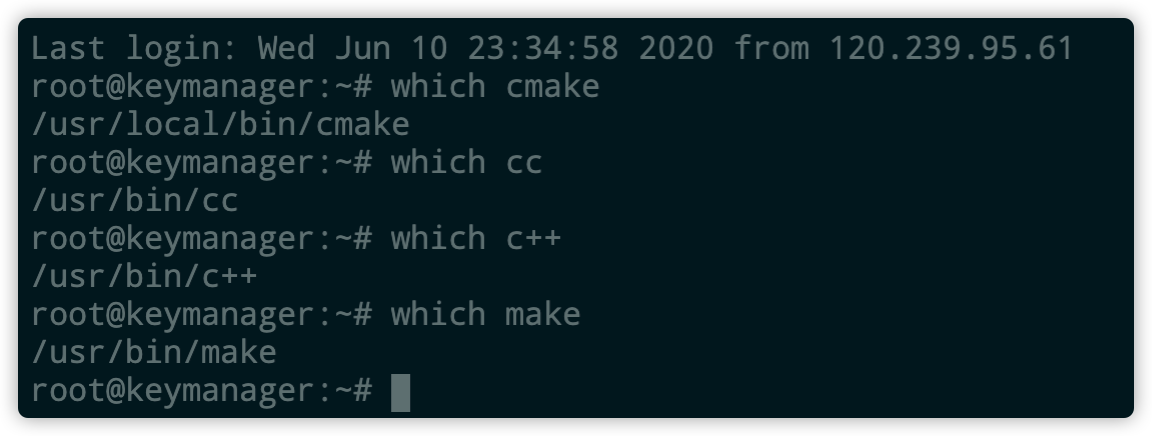 Last login: Wed Jun 10 23:34:58 2020 from 120.239.95.61
root@keymanager:~# which cmake
/usr/local/bin/cmake
root@keymanager:~# which cc
/usr/bin/cc
root@keymanager:~# which c++
/usr/bin/c++
root@keymanager:~# which make
/usr/bin/make
root@keymanager:~#